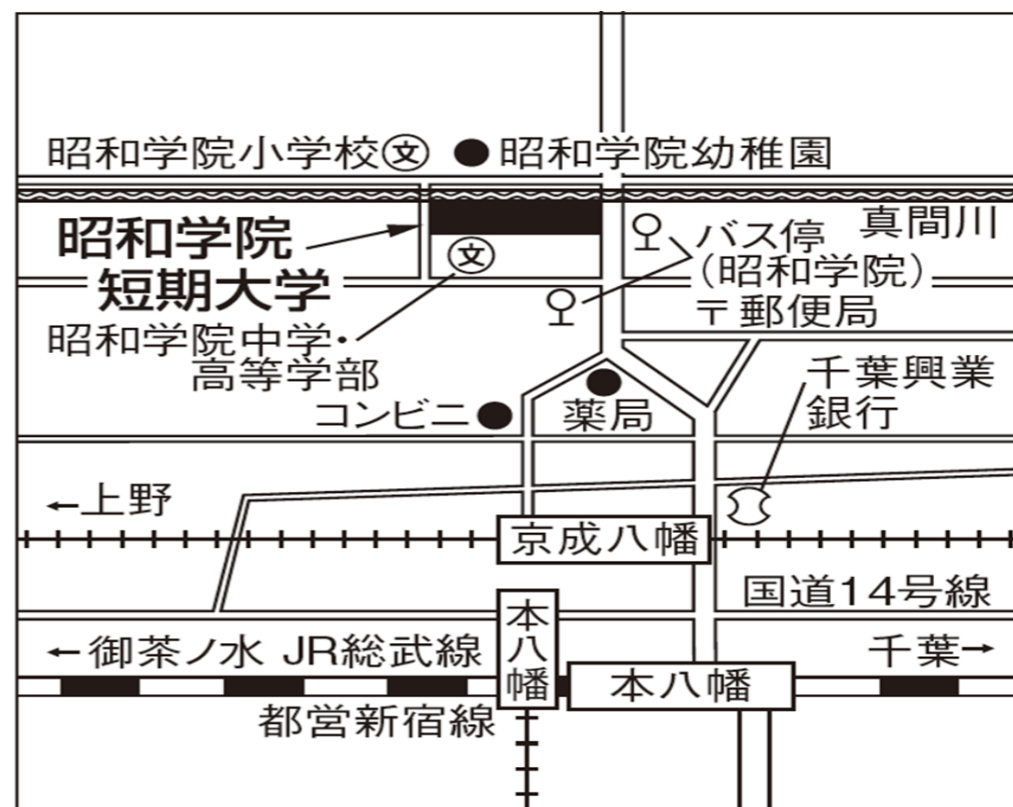 昭和学院小学校㊛ ●昭和学院幼稚園
昭和学院
短期大学
文
バス停
(昭和学院)
真間川
〒郵便局
昭和学院中学・
高等学部
千葉興業
銀行
コンビニ
薬局
←上野
京成八幡
国道14号線
本八幡
←御茶ノ水 JR総武線
千葉→
本八幡
都営新宿線